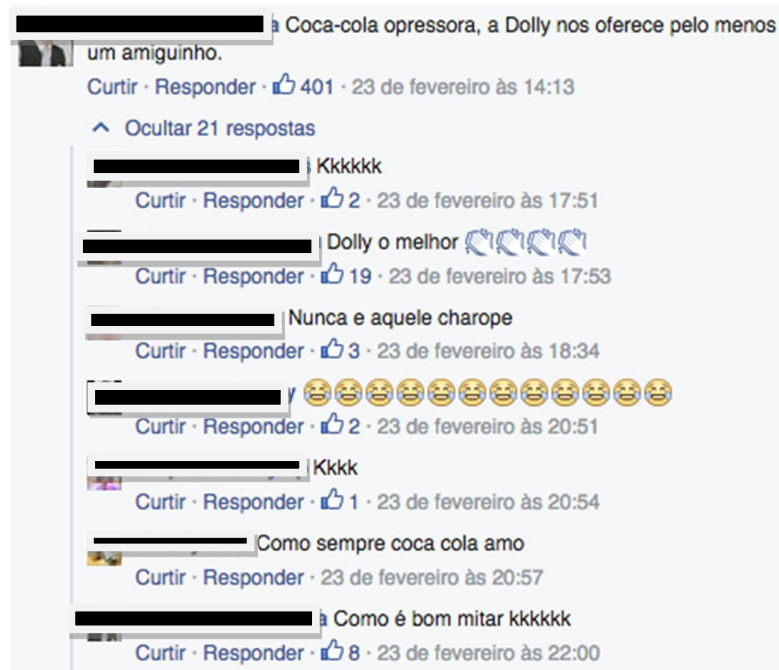 Coca-cola opressora, a Dolly nos oferece pelo menos
um amiguinho.
Curtir · Responder · 401 · 23 de fevereiro às 14:13
Ocultar 21 respostas
Kkkkkk
Curtir · Responder · 2 · 23 de fevereiro às 17:51
Dolly o melhor
Curtir · Responder · 19 · 23 de fevereiro às 17:53
Nunca e aquele charope
Curtir · Responder · 3 · 23 de fevereiro às 18:34
😂😂😂😂😂😂😂😂😂😂😂😂
Curtir · Responder · 2 · 23 de fevereiro às 20:51
Kkkk
Curtir · Responder · 1 · 23 de fevereiro às 20:54
Como sempre coca cola amo
Curtir · Responder · 23 de fevereiro às 20:57
Como é bom mitar kkkkkk
Curtir · Responder · 8 · 23 de fevereiro às 22:00